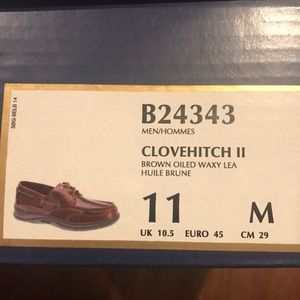 B24343
MEN/HOMMES
CLOVEHITCH II
BROWN OILED WAXY LEA
HUILE BRUNE
11 M
UK 10.5 EURO 45 CM 29